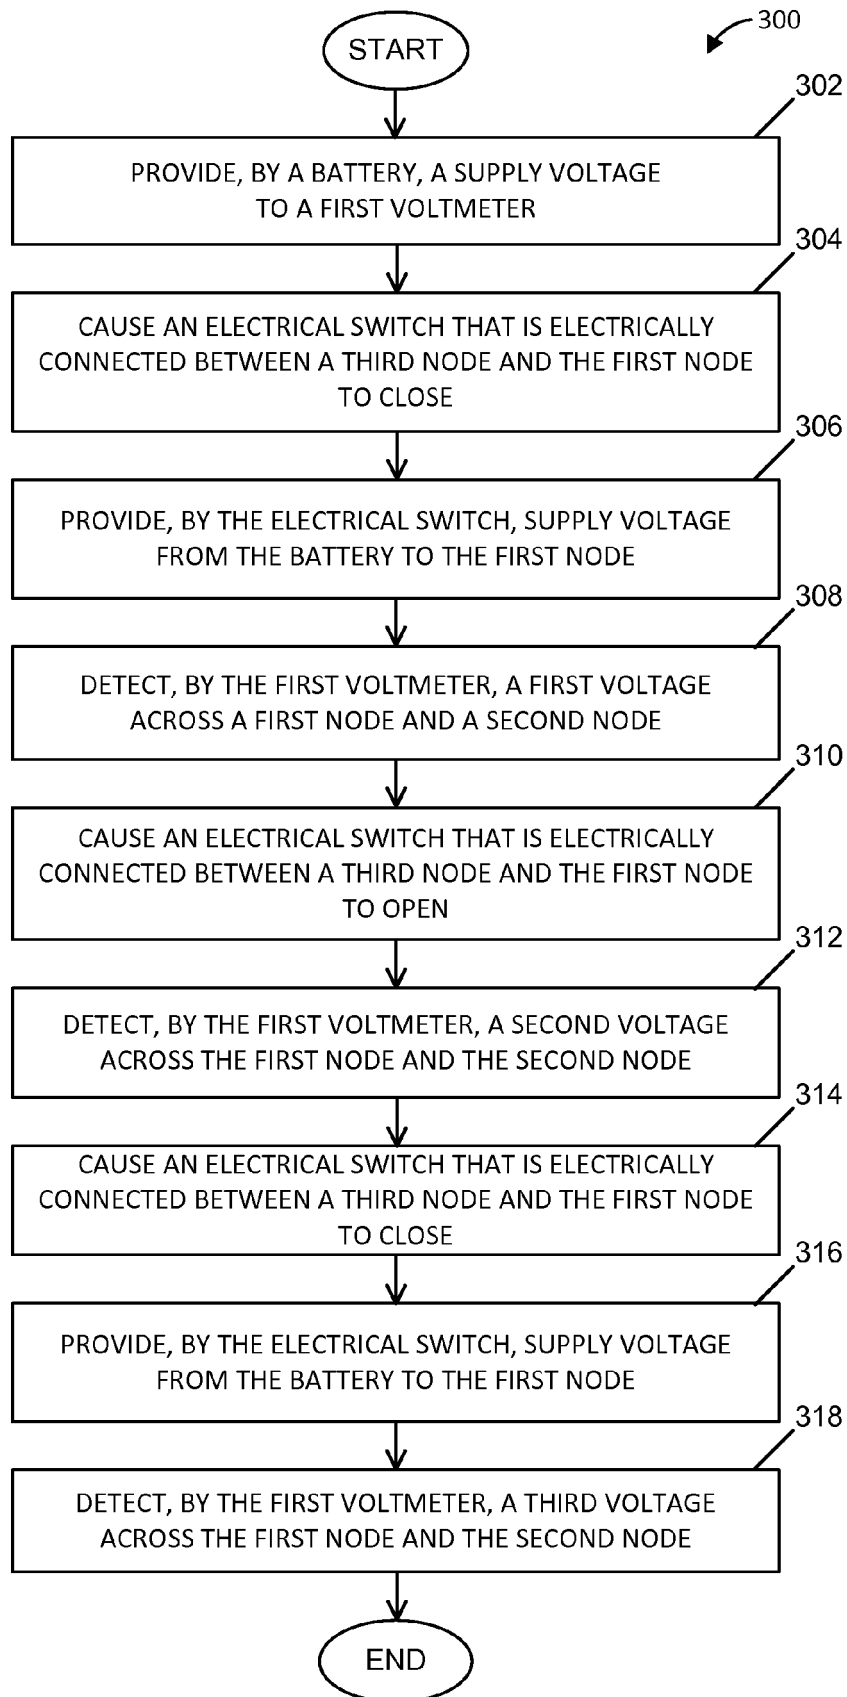 START
300
302
PROVIDE, BY A BATTERY, A SUPPLY VOLTAGE
TO A FIRST VOLTMETER
304
CAUSE AN ELECTRICAL SWITCH THAT IS ELECTRICALLY
CONNECTED BETWEEN A THIRD NODE AND THE FIRST NODE
TO CLOSE
306
PROVIDE, BY THE ELECTRICAL SWITCH, SUPPLY VOLTAGE
FROM THE BATTERY TO THE FIRST NODE
308
DETECT, BY THE FIRST VOLTMETER, A FIRST VOLTAGE
ACROSS A FIRST NODE AND A SECOND NODE
310
CAUSE AN ELECTRICAL SWITCH THAT IS ELECTRICALLY
CONNECTED BETWEEN A THIRD NODE AND THE FIRST NODE
TO OPEN
312
DETECT, BY THE FIRST VOLTMETER, A SECOND VOLTAGE
ACROSS THE FIRST NODE AND THE SECOND NODE
314
CAUSE AN ELECTRICAL SWITCH THAT IS ELECTRICALLY
CONNECTED BETWEEN A THIRD NODE AND THE FIRST NODE
TO CLOSE
316
PROVIDE, BY THE ELECTRICAL SWITCH, SUPPLY VOLTAGE
FROM THE BATTERY TO THE FIRST NODE
318
DETECT, BY THE FIRST VOLTMETER, A THIRD VOLTAGE
ACROSS THE FIRST NODE AND THE SECOND NODE
END